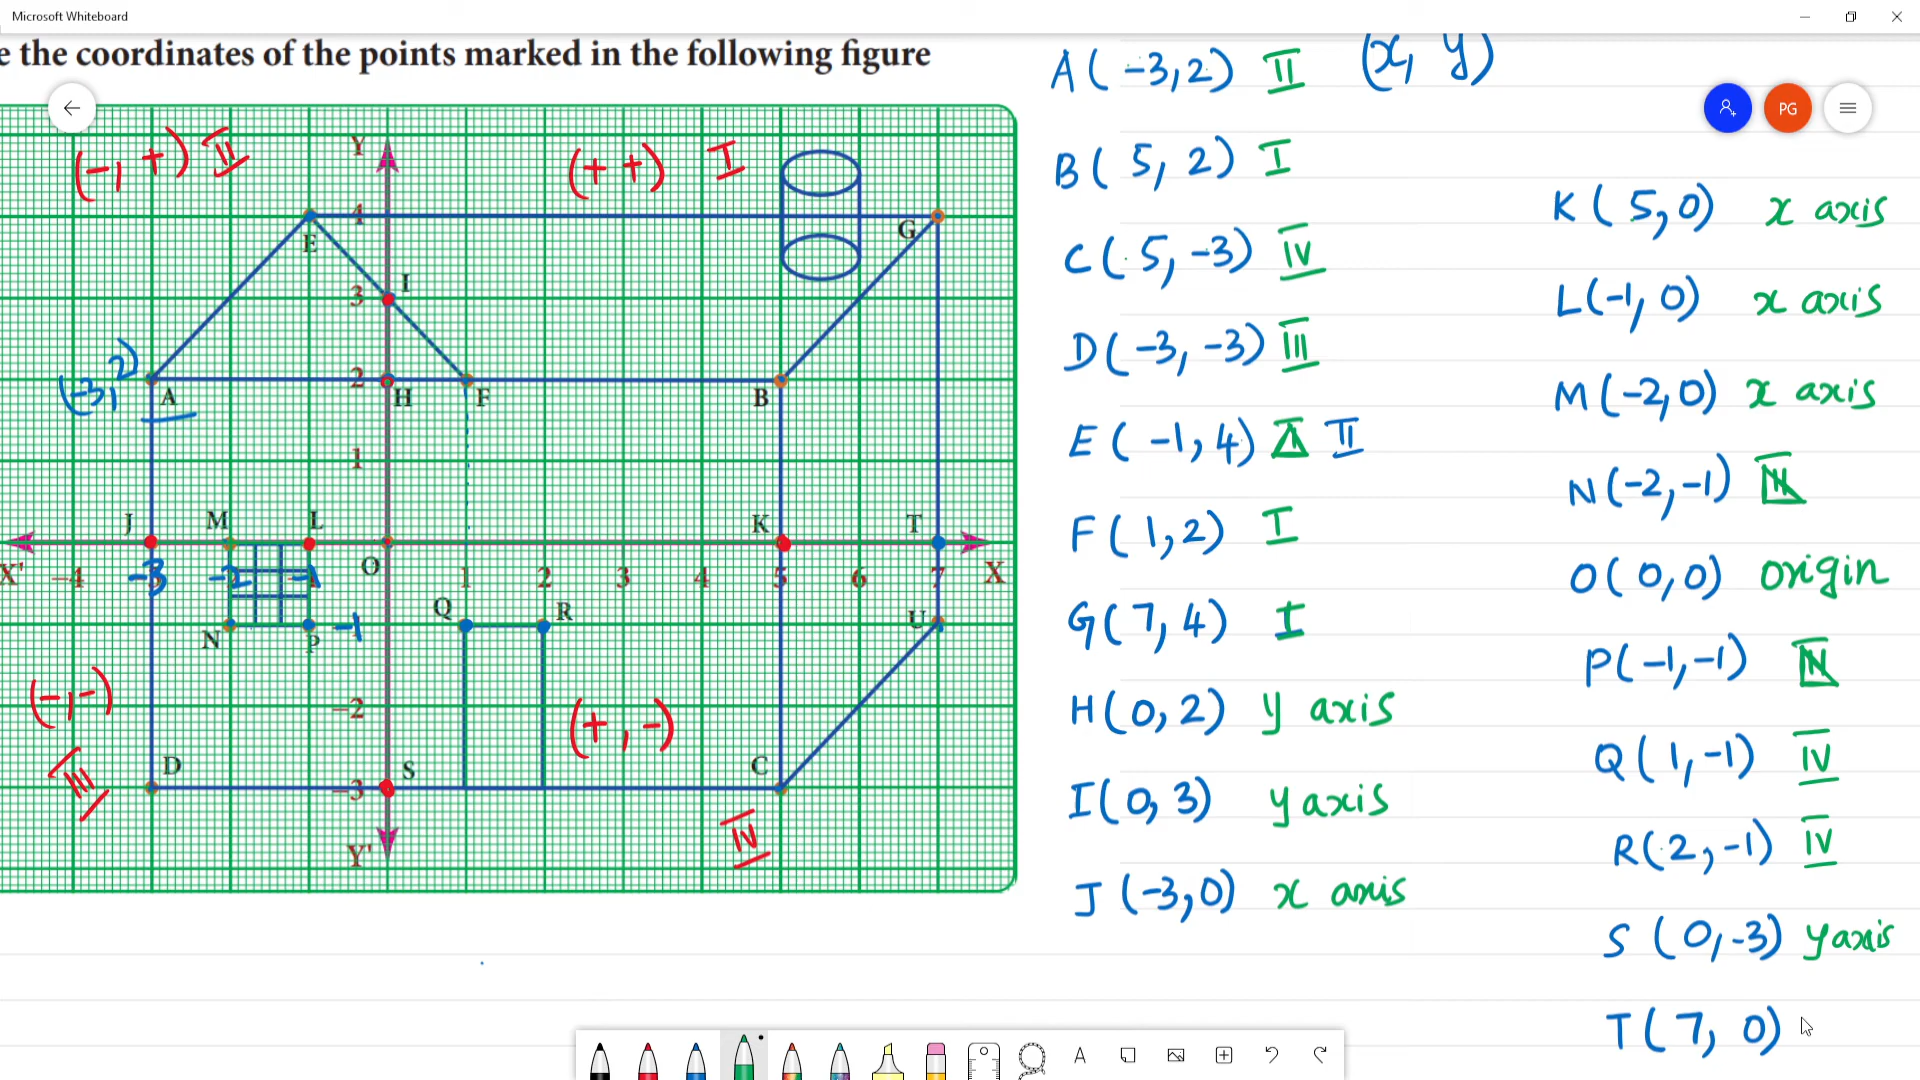 Microsoft Whiteboard
e the coordinates of the points marked in the following figure
(-, +) II
(+ +) I
Y
4
E
G
I
3
(-3, 2)
A
2
H
F
B
1
J
M
L
K
T
X'
-4
-3
-2
-1
O
1
2
3
4
5
6
7
X
N
P
-1
Q
R
U
(-, -)
III
-2
(+, -)
D
-3
S
C
IV
Y'
(x, y)
A(-3, 2) II
B(5, 2) I
C(5, -3) IV
D(-3, -3) III
E(-1, 4) II
F(1, 2) I
G(7, 4) I
H(0, 2) y axis
I(0, 3) y axis
J(-3, 0) x axis
K(5, 0) x axis
L(-1, 0) x axis
M(-2, 0) x axis
N(-2, -1)
O(0, 0) origin
P(-1, -1)
Q(1, -1) IV
R(2, -1) IV
S(0, -3) y axis
T(7, 0)
PG
A